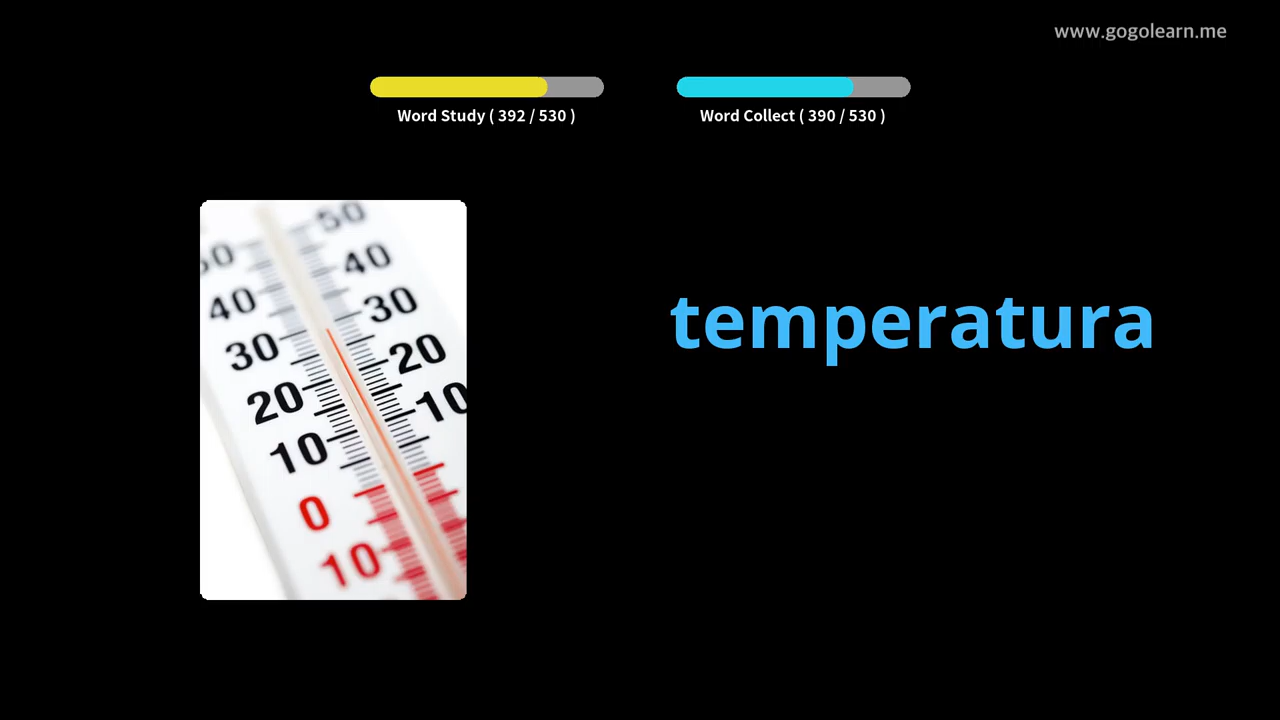 www.gogolearn.me
Word Study ( 392 / 530 )
Word Collect ( 390 / 530 )
temperatura
50
40 40
30 30
20 20
10 10
0
10